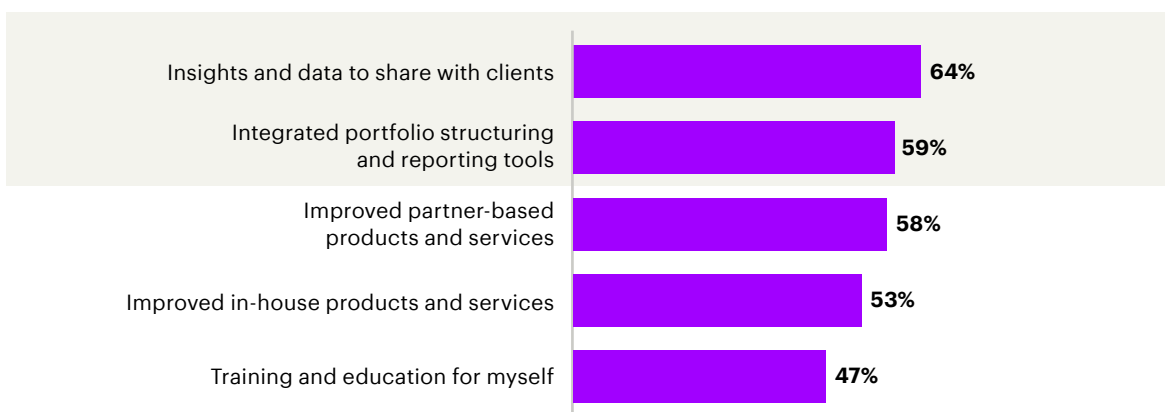 Insights and data to share with clients
64%
Integrated portfolio structuring
and reporting tools
59%
Improved partner-based
products and services
58%
Improved in-house products and services
53%
Training and education for myself
47%